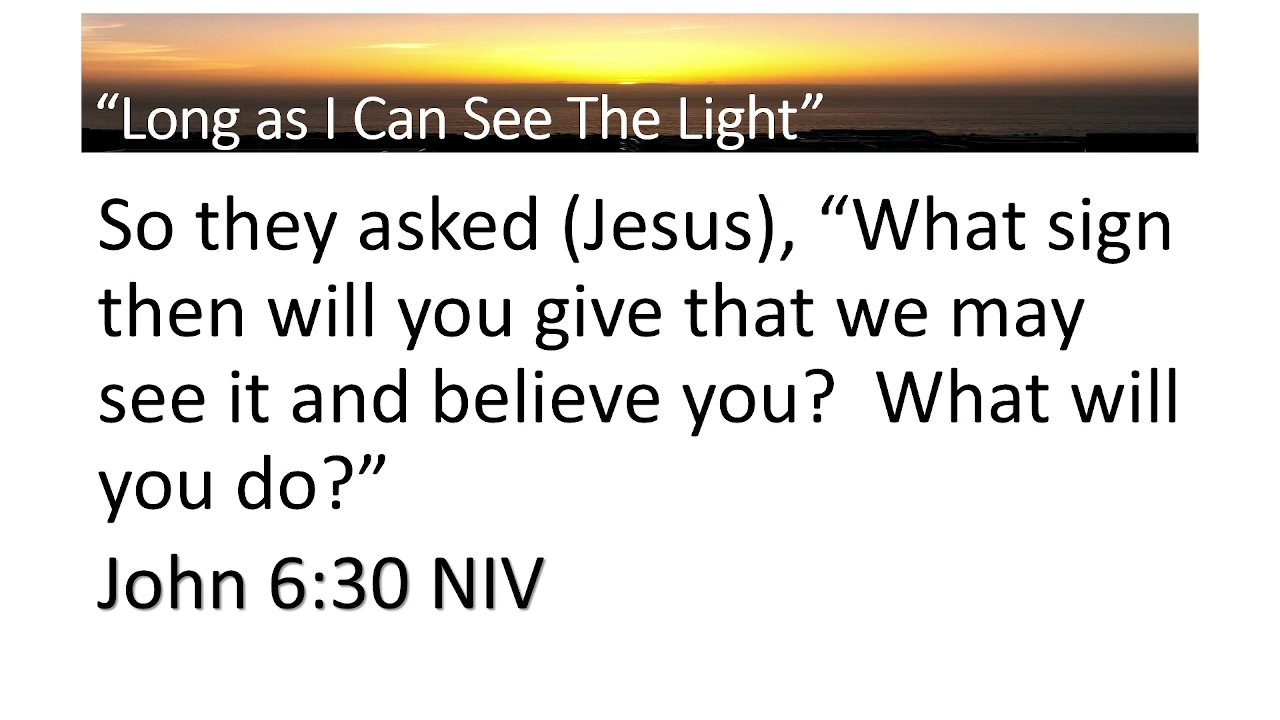 “Long as I Can See The Light”
So they asked (Jesus), “What sign
then will you give that we may
see it and believe you?  What will
you do?”
John 6:30 NIV